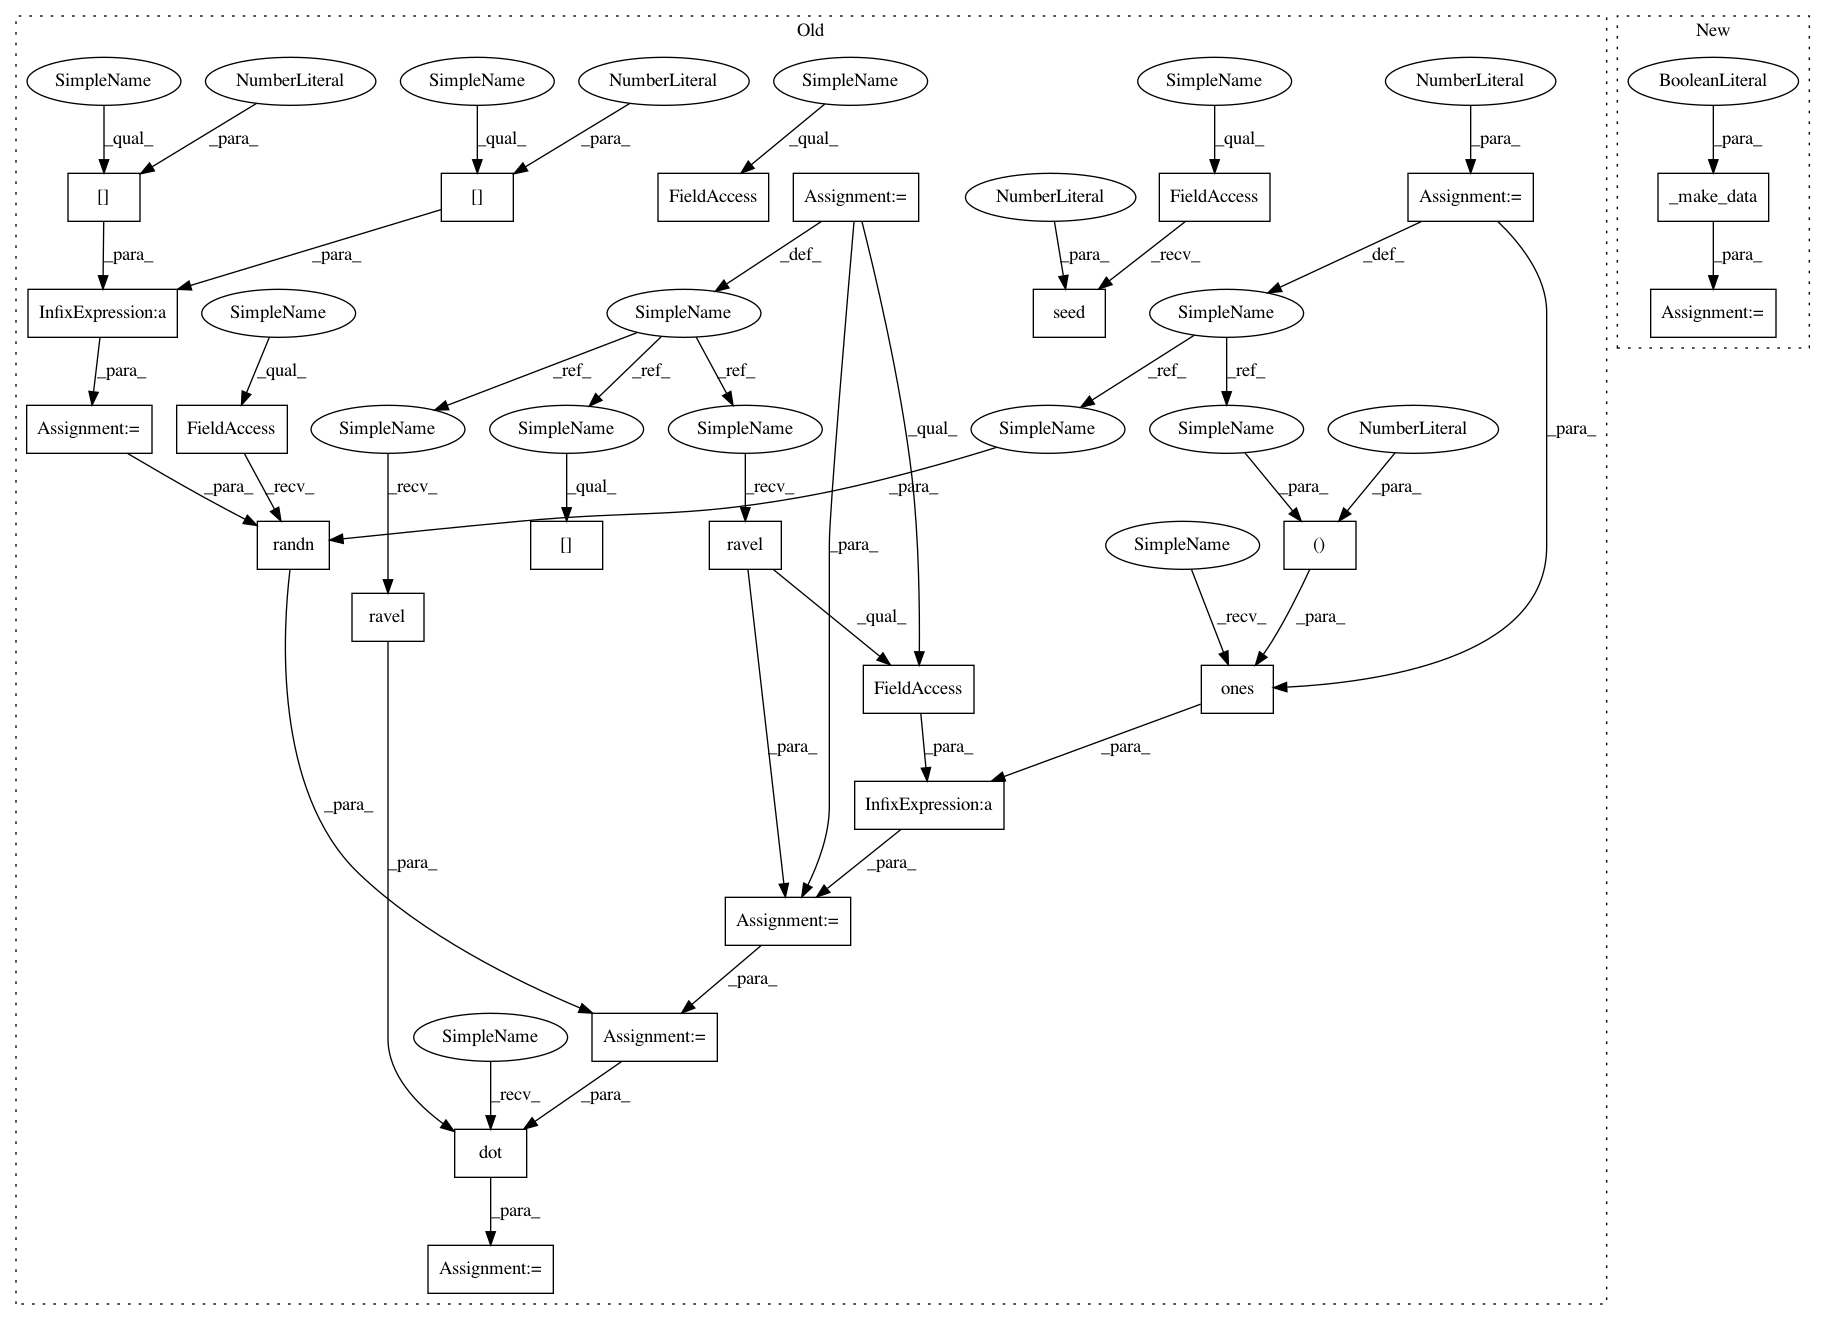 Old
New
SimpleName
NumberLiteral
SimpleName
NumberLiteral
SimpleName
SimpleName
NumberLiteral
BooleanLiteral
_qual_
_para_
_qual_
_para_
_qual_
_qual_
_para_
_para_
[]
[]
FieldAccess
Assignment:=
NumberLiteral
FieldAccess
Assignment:=
_make_data
_para_
_para_
_def_
_para_
_recv_
_def_
_para_
InfixExpression:a
SimpleName
SimpleName
seed
SimpleName
Assignment:=
_para_
_qual_
_ref_
_ref_
_ref_
_ref_
_ref_
Assignment:=
FieldAccess
SimpleName
SimpleName
SimpleName
_qual_
SimpleName
SimpleName
NumberLiteral
_para_
_para_
_recv_
_recv_
_qual_
_recv_
_para_
_para_
_para_
randn
[]
ravel
_para_
SimpleName
()
ravel
_qual_
_recv_
_para_
FieldAccess
ones
_para_
_para_
_para_
_para_
InfixExpression:a
_para_
_para_
Assignment:=
_para_
SimpleName
Assignment:=
_recv_
_para_
dot
_para_
Assignment:=